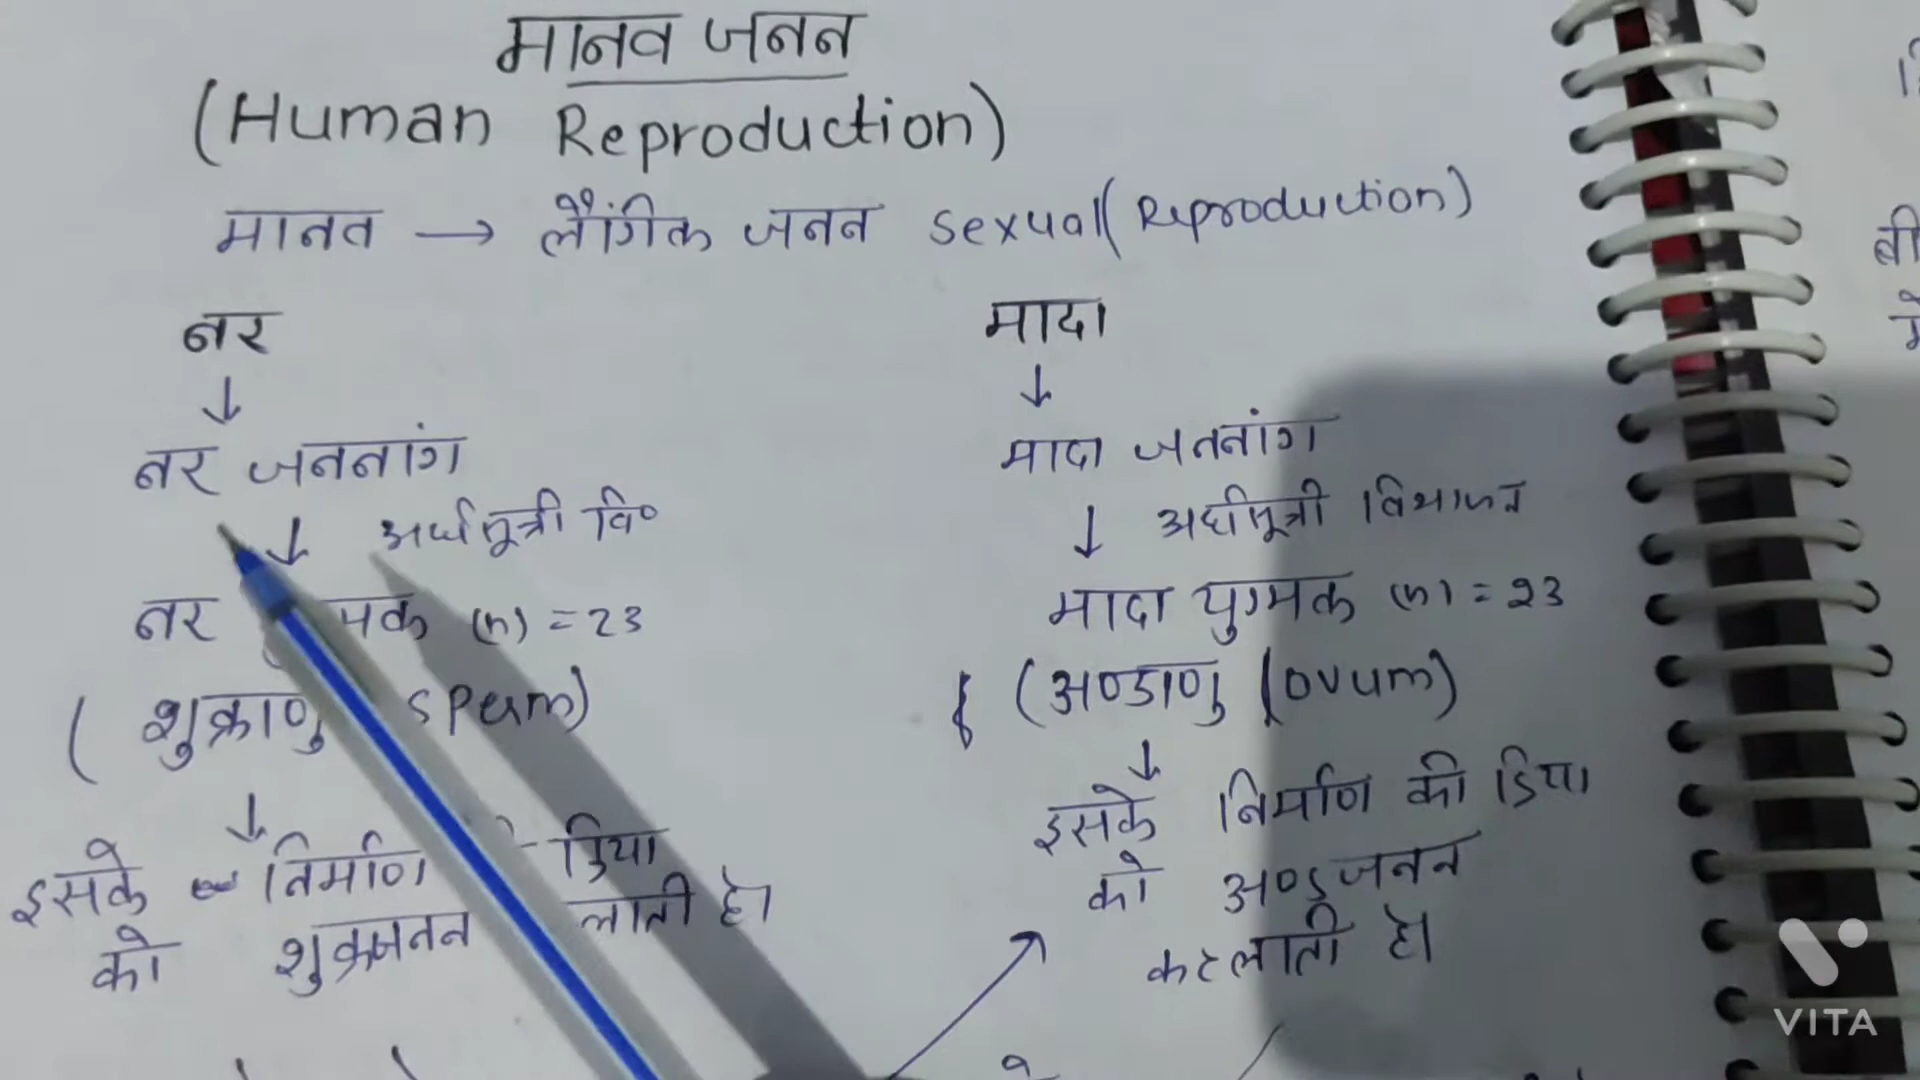 मानव जनन
(Human Reproduction)
मानव → लैंगिक जनन sexual (Reproduction)
नर
↓
नर जननांग
↓ अर्धसूत्री वि०
नर (n) = 23
( शुक्राणु sperm)
↓
इसके निर्माण क्रिया
को शुक्रजनन लाती है।
मादा
↓
मादा जननांग
↓ अर्धसूत्री विभाजन
मादा युग्मक (n) = 23
(अण्डाणु (ovum)
↓
इसके निर्माण की क्रिया
को अण्डजनन
कहलाती है।
बी
VITA